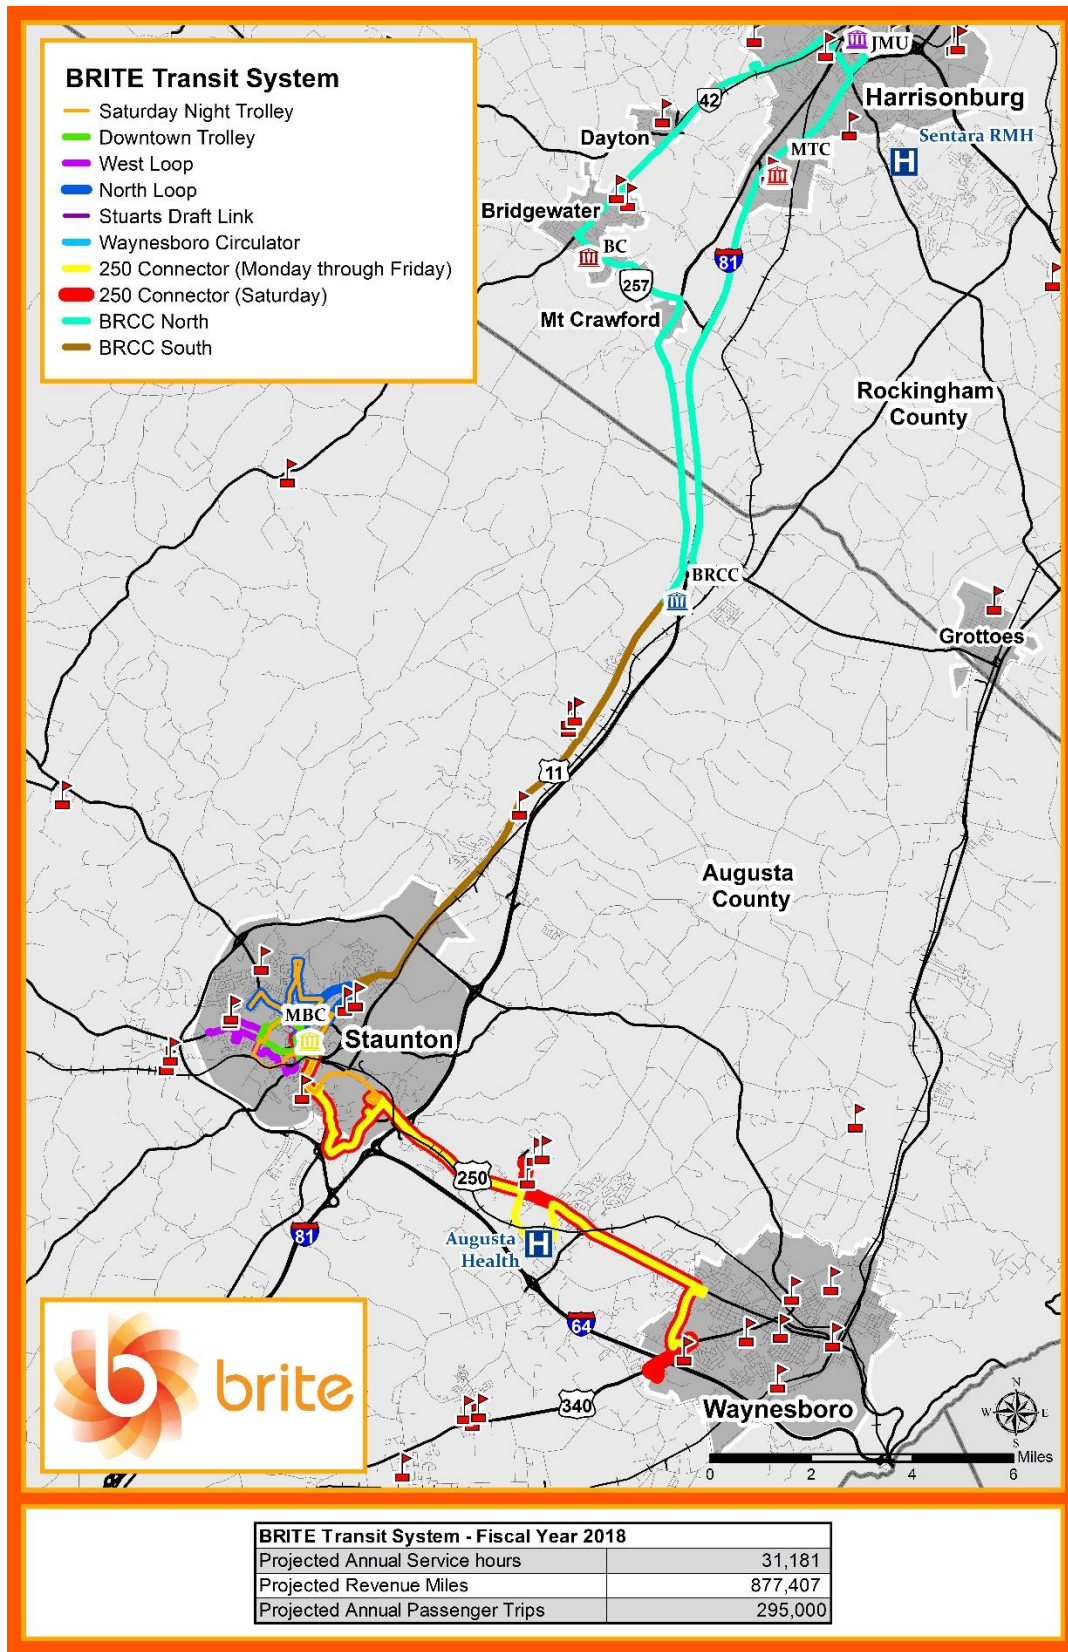 BRITE Transit System
Saturday Night Trolley
Downtown Trolley
West Loop
North Loop
Stuarts Draft Link
Waynesboro Circulator
250 Connector (Monday through Friday)
250 Connector (Saturday)
BRCC North
BRCC South
JMU
Harrisonburg
42
Dayton
Sentara RMH
H
MTC
Bridgewater
BC
81
257
Mt Crawford
Rockingham
County
BRCC
Grottoes
11
Augusta
County
MBC
Staunton
250
Augusta
Health
H
81
64
340
Waynesboro
N
W
E
S
Miles
0 2 4 6
b brite
BRITE Transit System - Fiscal Year 2018
Projected Annual Service hours 31,181
Projected Revenue Miles 877,407
Projected Annual Passenger Trips 295,000